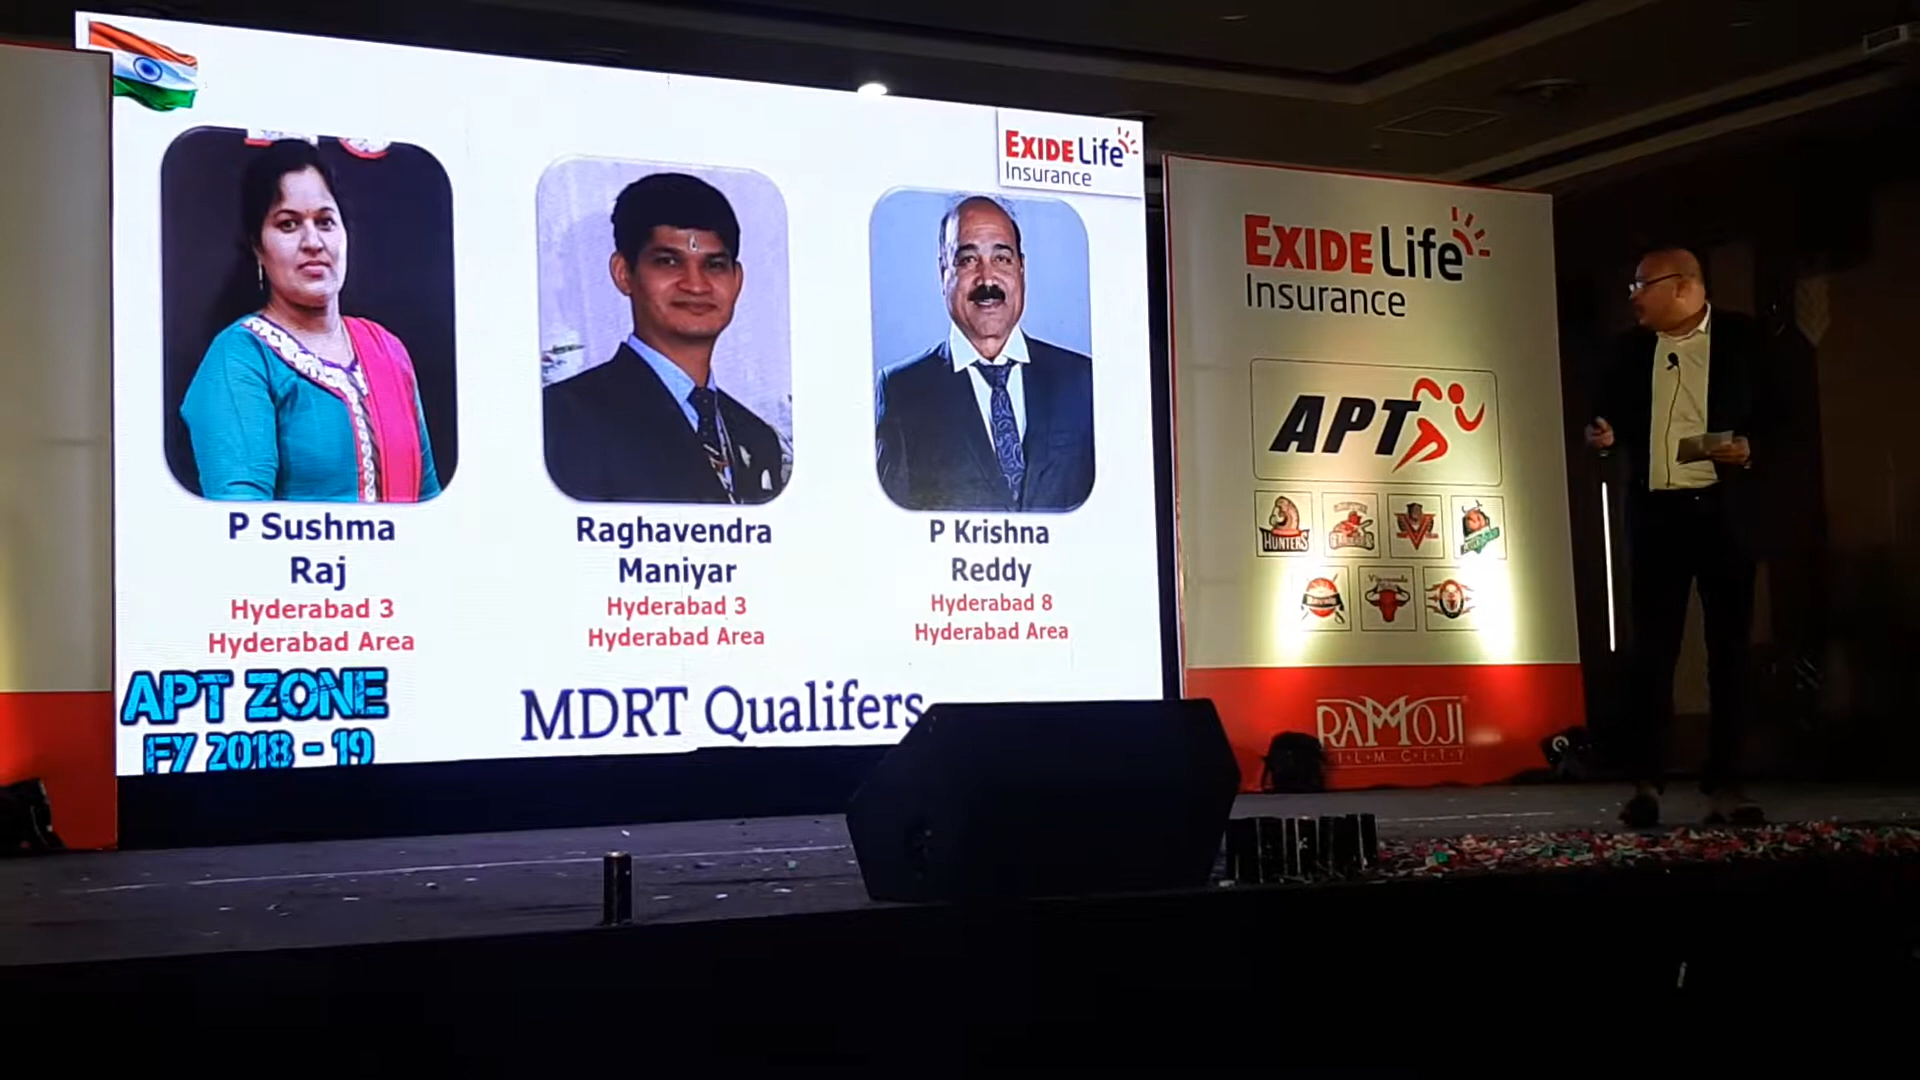 EXIDE Life
Insurance
P Sushma
Raj
Hyderabad 3
Hyderabad Area
Raghavendra
Maniyar
Hyderabad 3
Hyderabad Area
P Krishna
Reddy
Hyderabad 8
Hyderabad Area
APT ZONE
FY 2018 - 19
MDRT Qualifers
EXIDE Life
Insurance
APT
HUNTERS
RAMOJI
FILM CITY